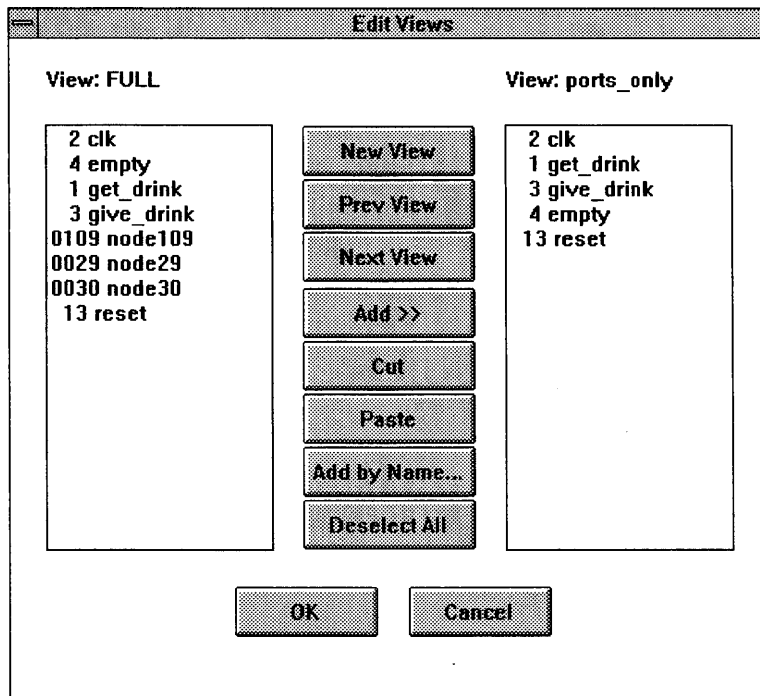 Edit Views
View: FULL
2 clk
4 empty
1 get_drink
3 give_drink
0109 node109
0029 node29
0030 node30
13 reset
New View
Prev View
Next View
Add >>
Cut
Paste
Add by Name...
Deselect All
View: ports_only
2 clk
1 get_drink
3 give_drink
4 empty
13 reset
OK
Cancel